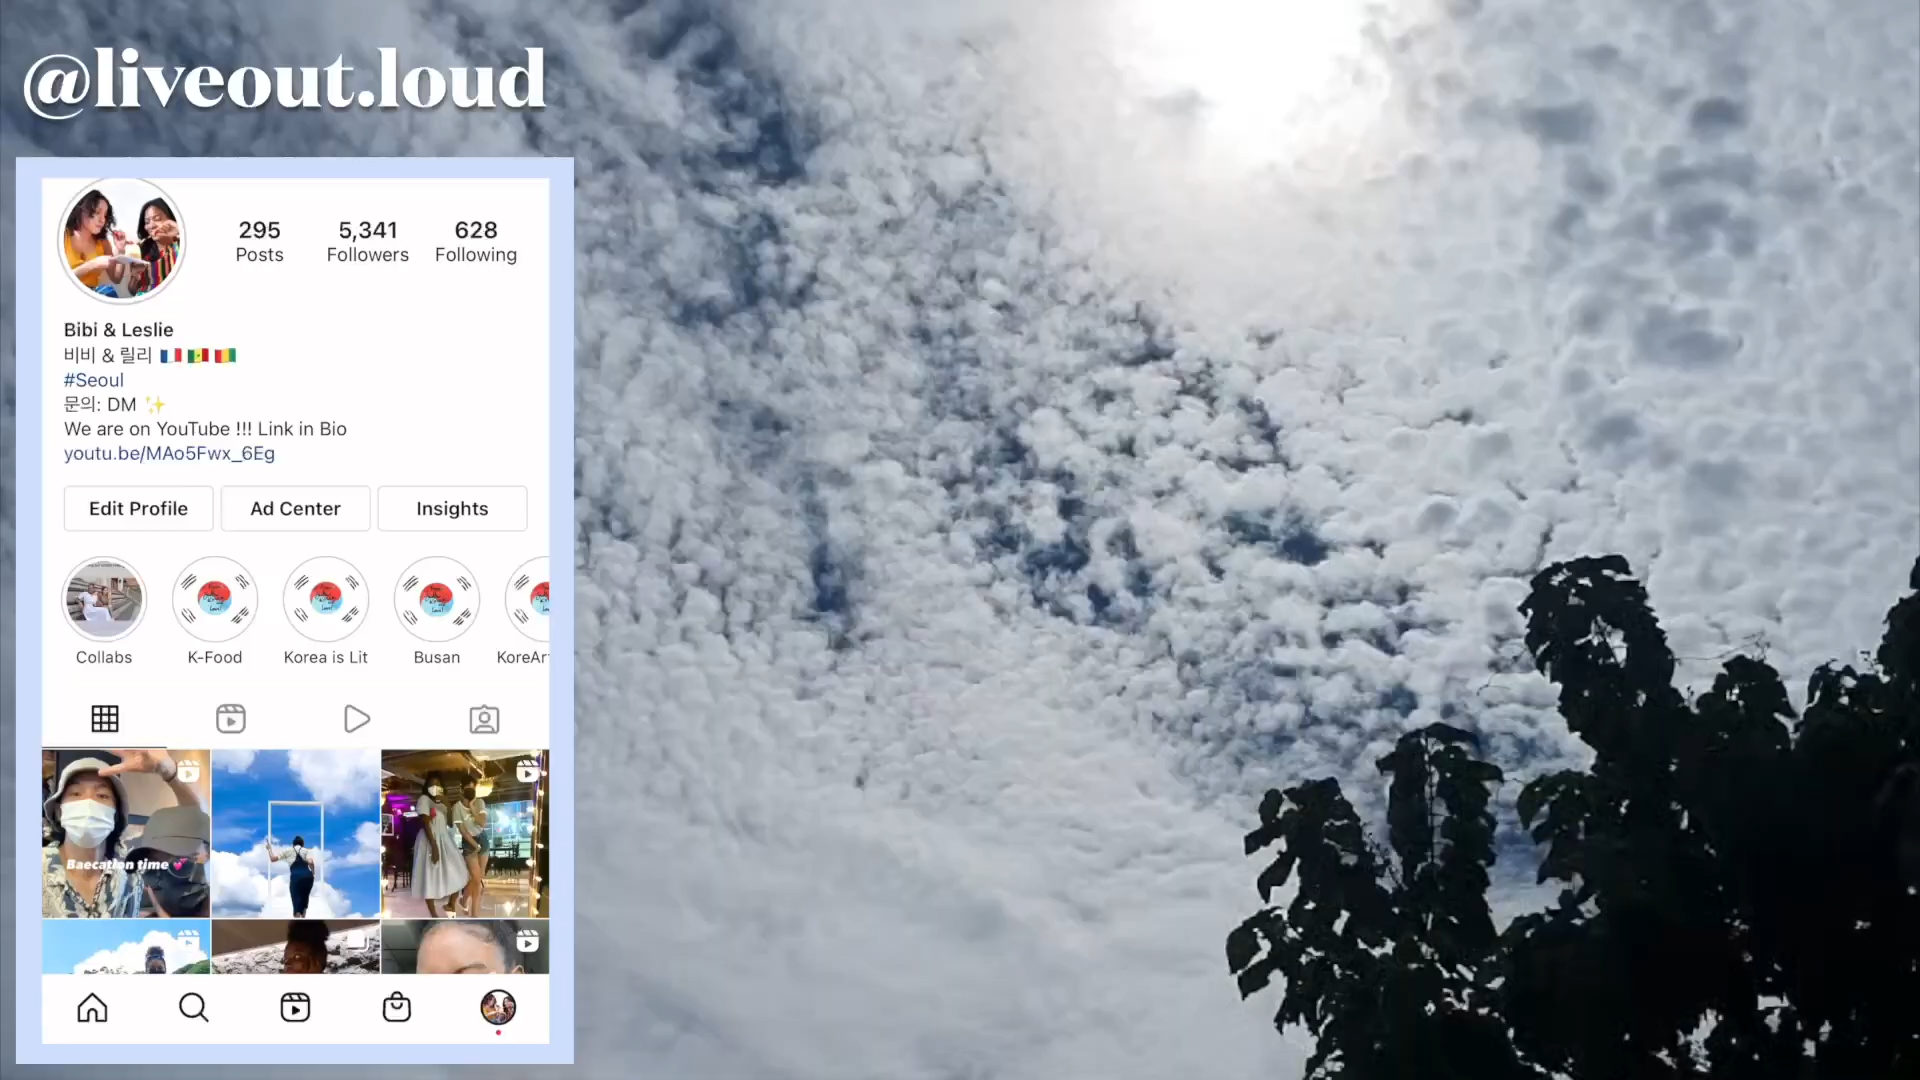 @liveout.loud
295 5,341 628
Posts Followers Following
Bibi & Leslie
비비 & 릴리 🇫🇷 🇸🇳 🇬🇳
#Seoul
문의: DM ✨
We are on YouTube !!! Link in Bio
youtu.be/MAo5Fwx_6Eg
Edit Profile Ad Center Insights
Collabs K-Food Korea is Lit Busan KoreAr
Baecation time 💕